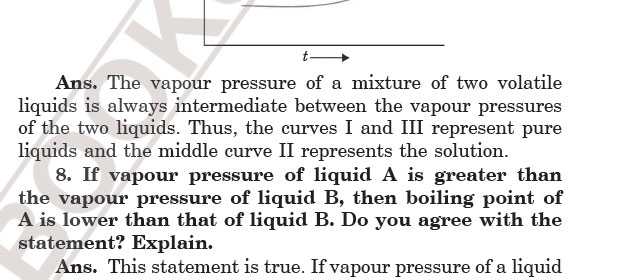 t
Ans. The vapour pressure of a mixture of two volatile
liquids is always intermediate between the vapour pressures
of the two liquids. Thus, the curves I and III represent pure
liquids and the middle curve II represents the solution.
8. If vapour pressure of liquid A is greater than
the vapour pressure of liquid B, then boiling point of
A is lower than that of liquid B. Do you agree with the
statement? Explain.
Ans. This statement is true. If vapour pressure of a liquid
BOOK